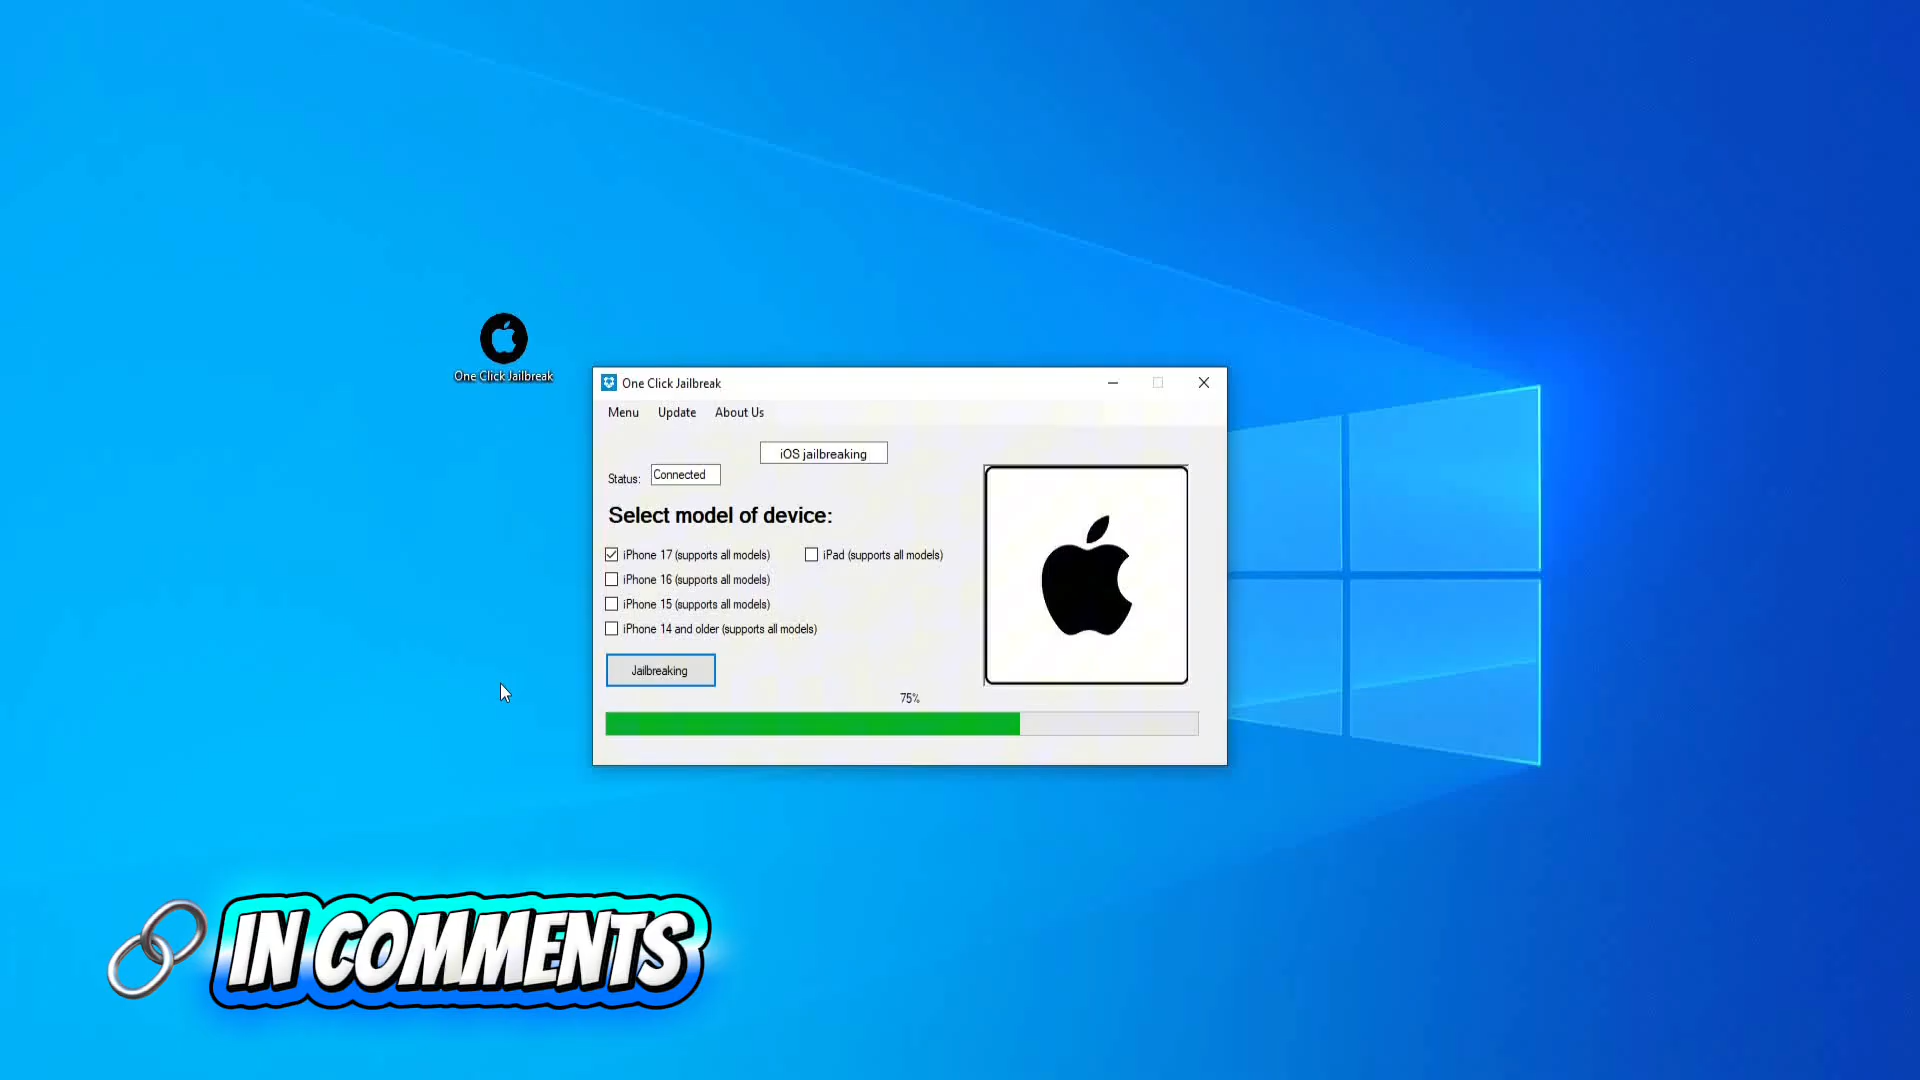 One Click Jailbreak
One Click Jailbreak
Menu Update About Us
iOS jailbreaking
Status: Connected
Select model of device:
iPhone 17 (supports all models) iPad (supports all models)
iPhone 16 (supports all models)
iPhone 15 (supports all models)
iPhone 14 and older (supports all models)
Jailbreaking
75%
IN COMMENTS